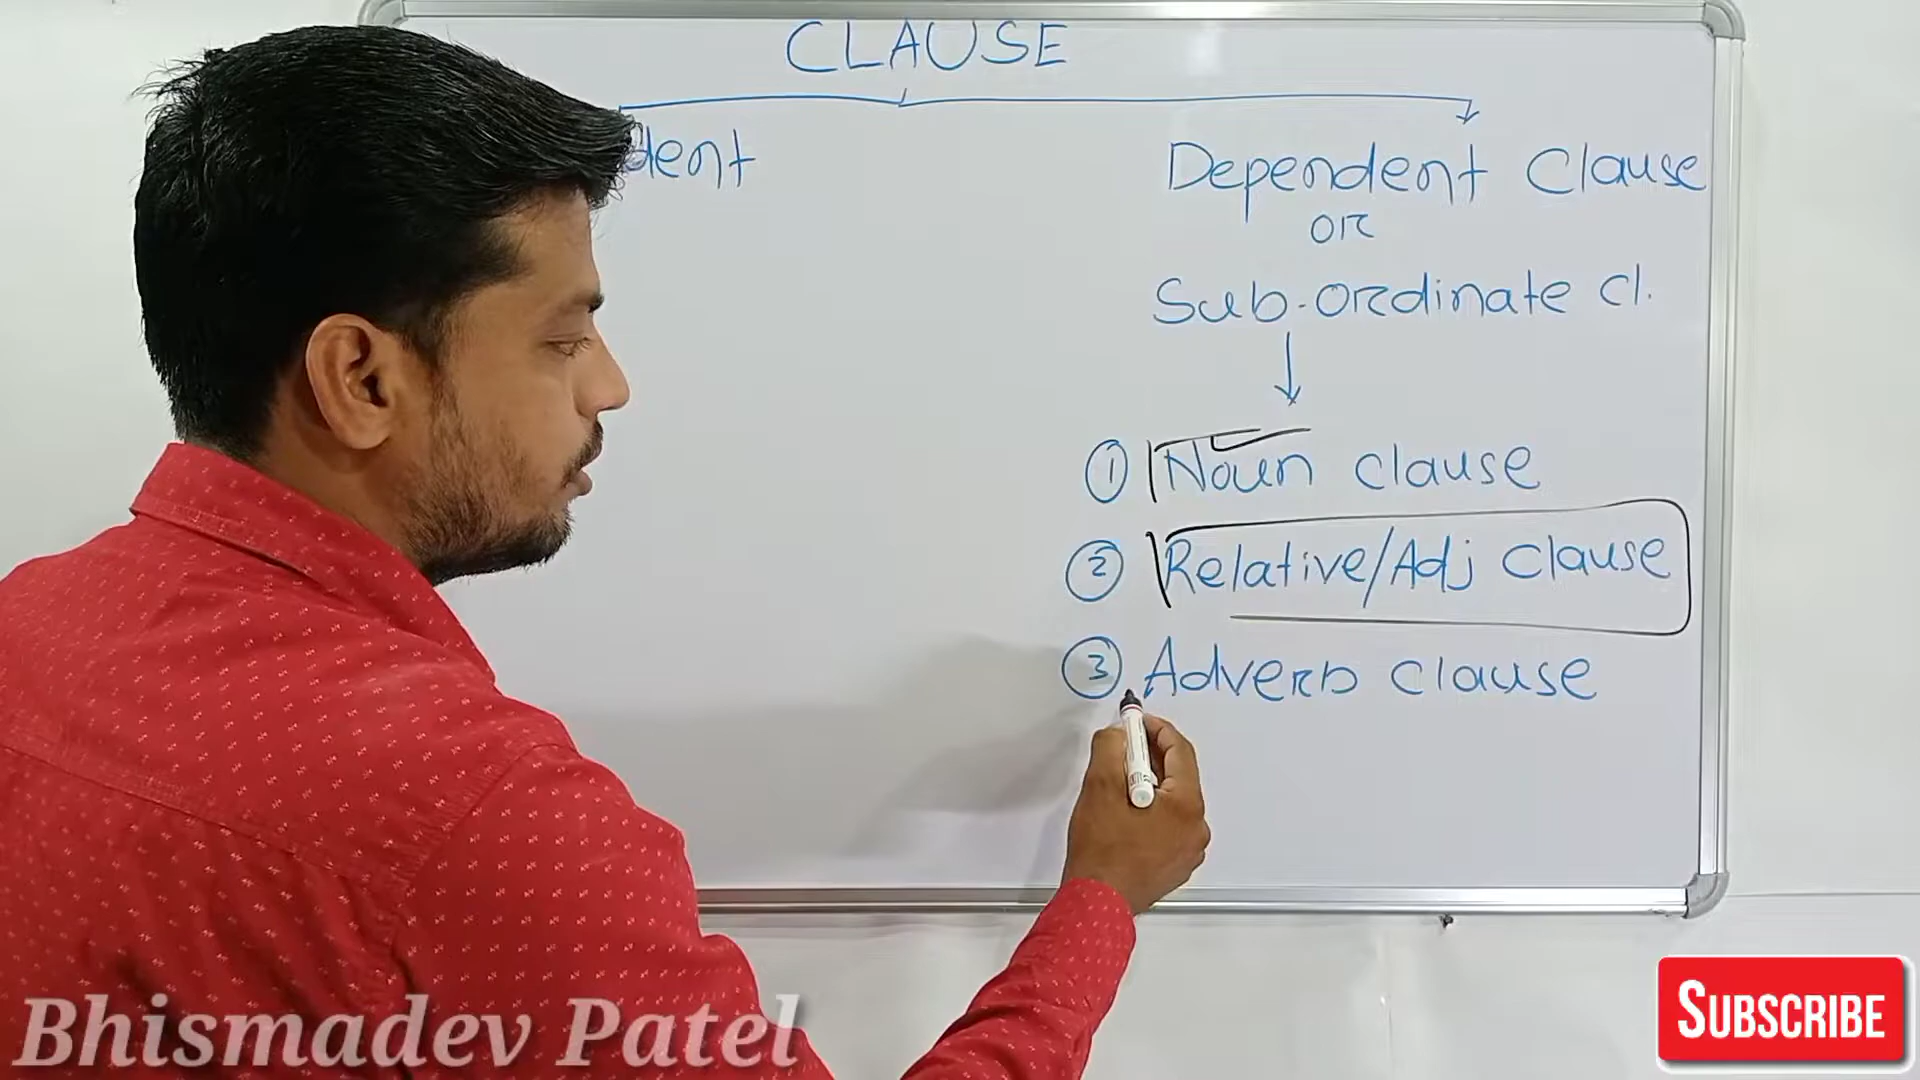 CLAUSE
dent
Dependent Clause
OR
Sub-ordinate Cl.
① Noun clause
② Relative/Adj Clause
③ Adverb clause
Bhismadev Patel
SUBSCRIBE